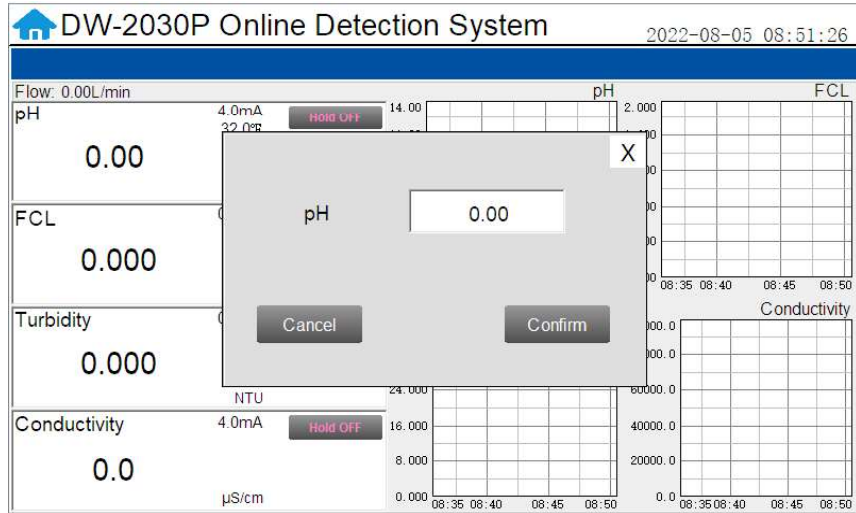 DW-2030P Online Detection System
2022-08-05 08:51:26
Flow: 0.00L/min
pH
FCL
pH
4.0mA
Hold OFF
32.0℉
0.00
14.00
2.000
X
pH
0.00
Cancel
Confirm
FCL
0.000
08:35 08:40 08:45 08:50
Turbidity
0.000
NTU
Conductivity
24.000
60000.0
Conductivity
4.0mA
Hold OFF
16.000
40000.0
0.0
8.000
20000.0
µS/cm
0.000
0.0
08:35 08:40 08:45 08:50
08:35 08:40 08:45 08:50